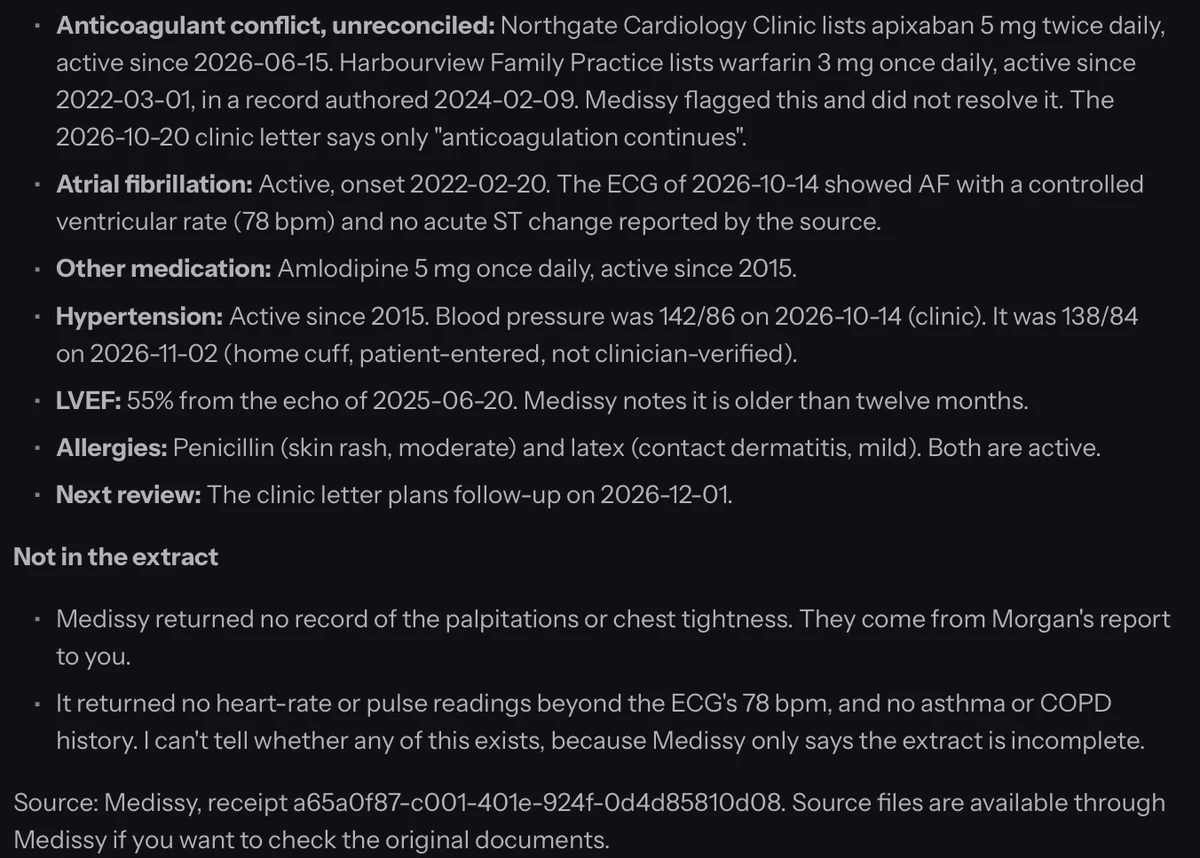 · Anticoagulant conflict, unreconciled: Northgate Cardiology Clinic lists apixaban 5 mg twice daily,
active since 2026-06-15. Harbourview Family Practice lists warfarin 3 mg once daily, active since
2022-03-01, in a record authored 2024-02-09. Medissy flagged this and did not resolve it. The
2026-10-20 clinic letter says only "anticoagulation continues".
· Atrial fibrillation: Active, onset 2022-02-20. The ECG of 2026-10-14 showed AF with a controlled
ventricular rate (78 bpm) and no acute ST change reported by the source.
· Other medication: Amlodipine 5 mg once daily, active since 2015.
· Hypertension: Active since 2015. Blood pressure was 142/86 on 2026-10-14 (clinic). It was 138/84
on 2026-11-02 (home cuff, patient-entered, not clinician-verified).
· LVEF: 55% from the echo of 2025-06-20. Medissy notes it is older than twelve months.
· Allergies: Penicillin (skin rash, moderate) and latex (contact dermatitis, mild). Both are active.
· Next review: The clinic letter plans follow-up on 2026-12-01.
Not in the extract
· Medissy returned no record of the palpitations or chest tightness. They come from Morgan's report
to you.
· It returned no heart-rate or pulse readings beyond the ECG's 78 bpm, and no asthma or COPD
history. I can't tell whether any of this exists, because Medissy only says the extract is incomplete.
Source: Medissy, receipt a65a0f87-c001-401e-924f-0d4d85810d08. Source files are available through
Medissy if you want to check the original documents.